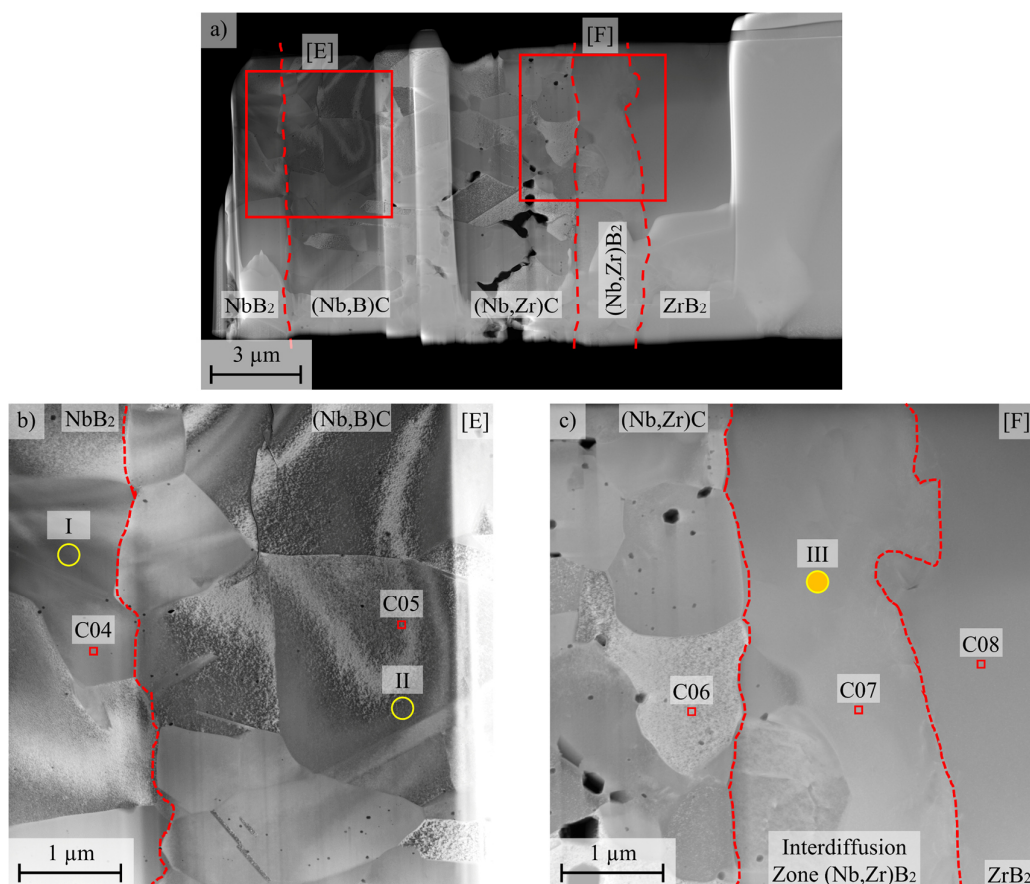 a)
[E]
[F]
NbB₂
(Nb,B)C
(Nb,Zr)C
(Nb,Zr)B₂
ZrB₂
3 µm
b)
NbB₂
(Nb,B)C
[E]
I
C04
C05
II
1 µm
c)
(Nb,Zr)C
[F]
III
C08
C06
C07
1 µm
Interdiffusion
Zone (Nb,Zr)B₂
ZrB₂